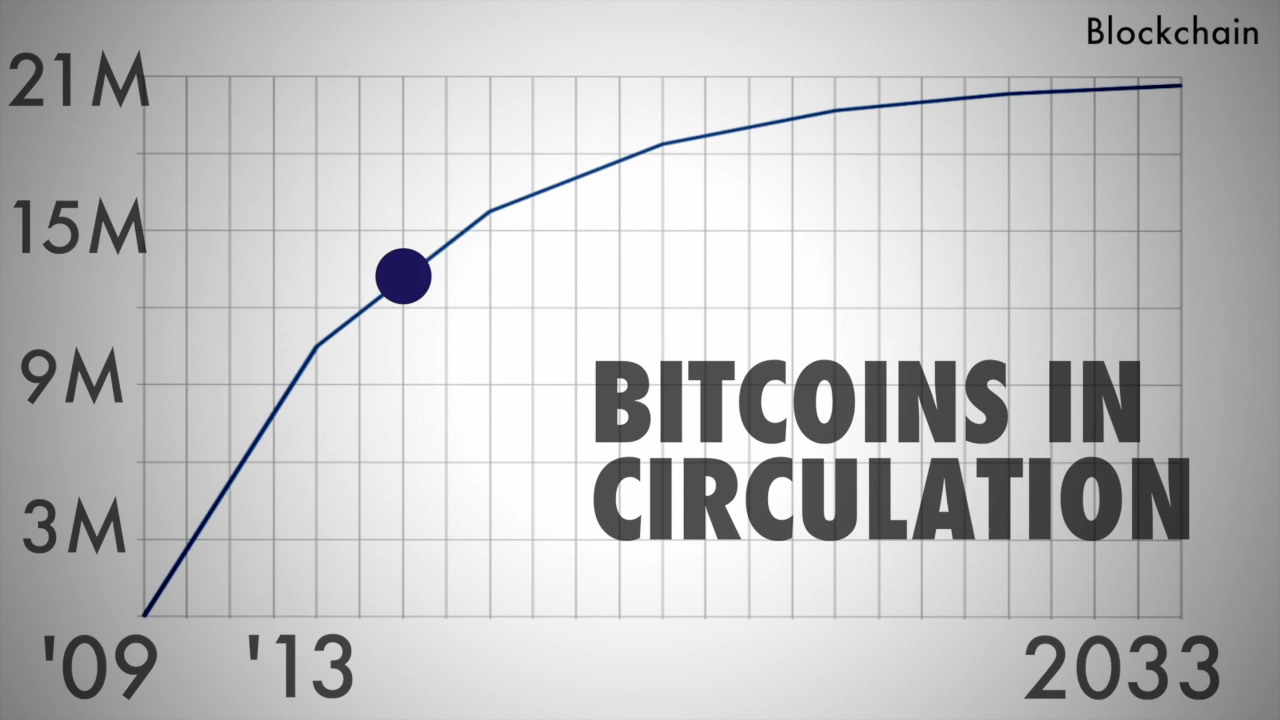 Blockchain
21M
15M
9M
3M
BITCOINS IN
CIRCULATION
'09 '13 2033